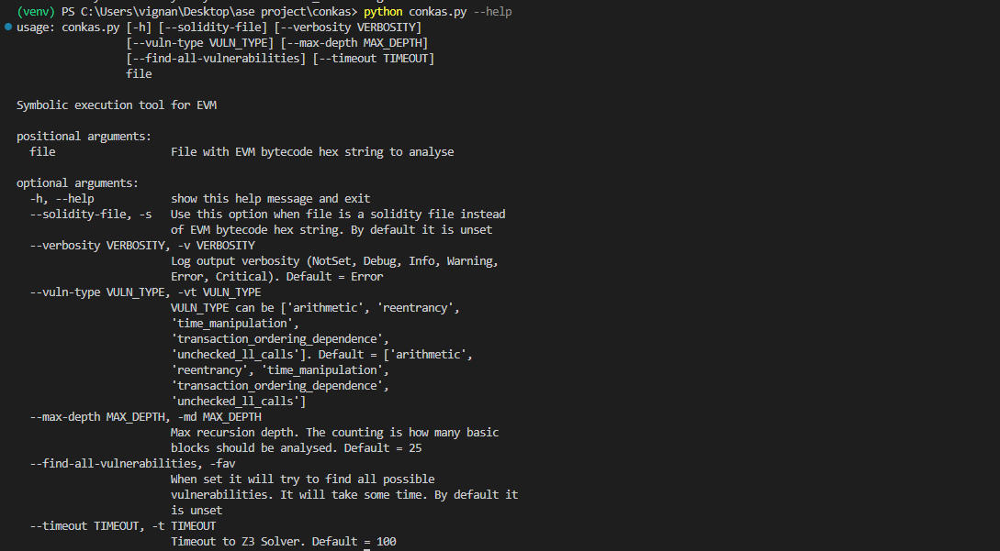 (venv) PS C:\Users\vignan\Desktop\ase project\conkas> python conkas.py --help
usage: conkas.py [-h] [--solidity-file] [--verbosity VERBOSITY]
[--vuln-type VULN_TYPE] [--max-depth MAX_DEPTH]
[--find-all-vulnerabilities] [--timeout TIMEOUT]
file
Symbolic execution tool for EVM
positional arguments:
file File with EVM bytecode hex string to analyse
optional arguments:
-h, --help show this help message and exit
--solidity-file, -s Use this option when file is a solidity file instead
of EVM bytecode hex string. By default it is unset
--verbosity VERBOSITY, -v VERBOSITY
Log output verbosity (NotSet, Debug, Info, Warning,
Error, Critical). Default = Error
--vuln-type VULN_TYPE, -vt VULN_TYPE
VULN_TYPE can be ['arithmetic', 'reentrancy',
'time_manipulation',
'transaction_ordering_dependence',
'unchecked_ll_calls']. Default = ['arithmetic',
'reentrancy', 'time_manipulation',
'transaction_ordering_dependence',
'unchecked_ll_calls']
--max-depth MAX_DEPTH, -md MAX_DEPTH
Max recursion depth. The counting is how many basic
blocks should be analysed. Default = 25
--find-all-vulnerabilities, -fav
When set it will try to find all possible
vulnerabilities. It will take some time. By default it
is unset
--timeout TIMEOUT, -t TIMEOUT
Timeout to Z3 Solver. Default = 100